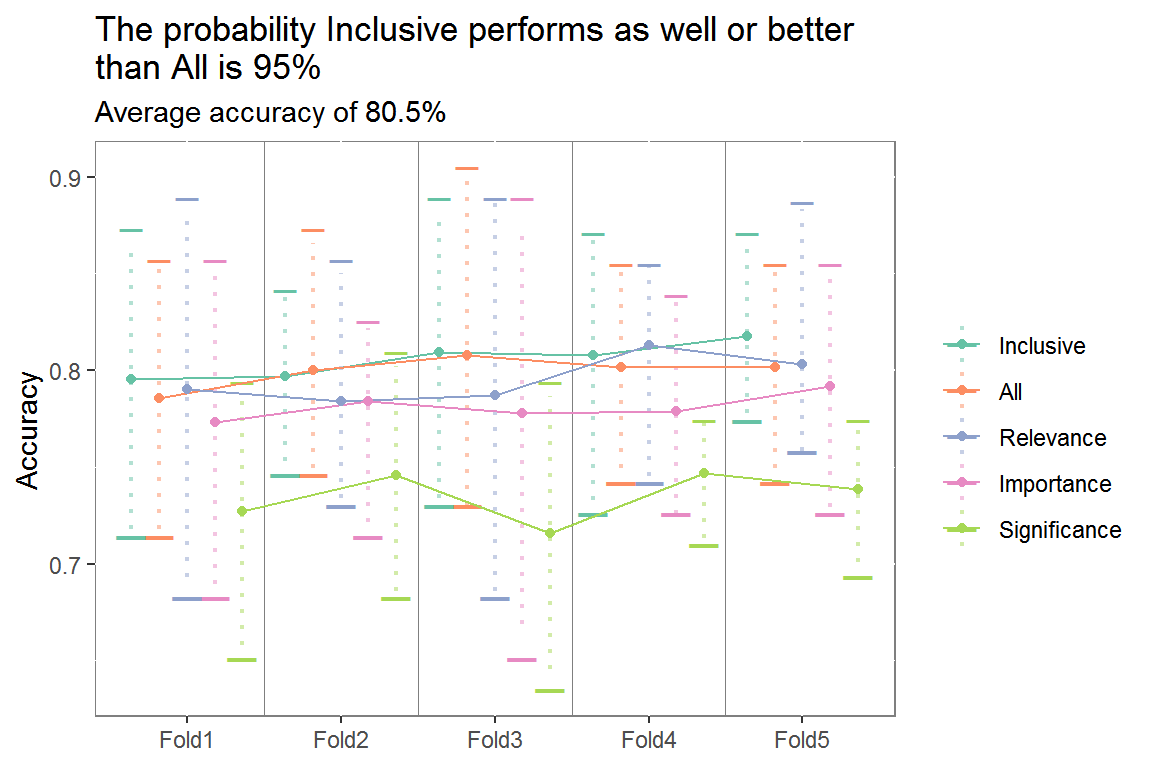 The probability Inclusive performs as well or better
than All is 95%
Average accuracy of 80.5%
Accuracy
0.9
0.8
0.7
Fold1
Fold2
Fold3
Fold4
Fold5
Inclusive
All
Relevance
Importance
Significance